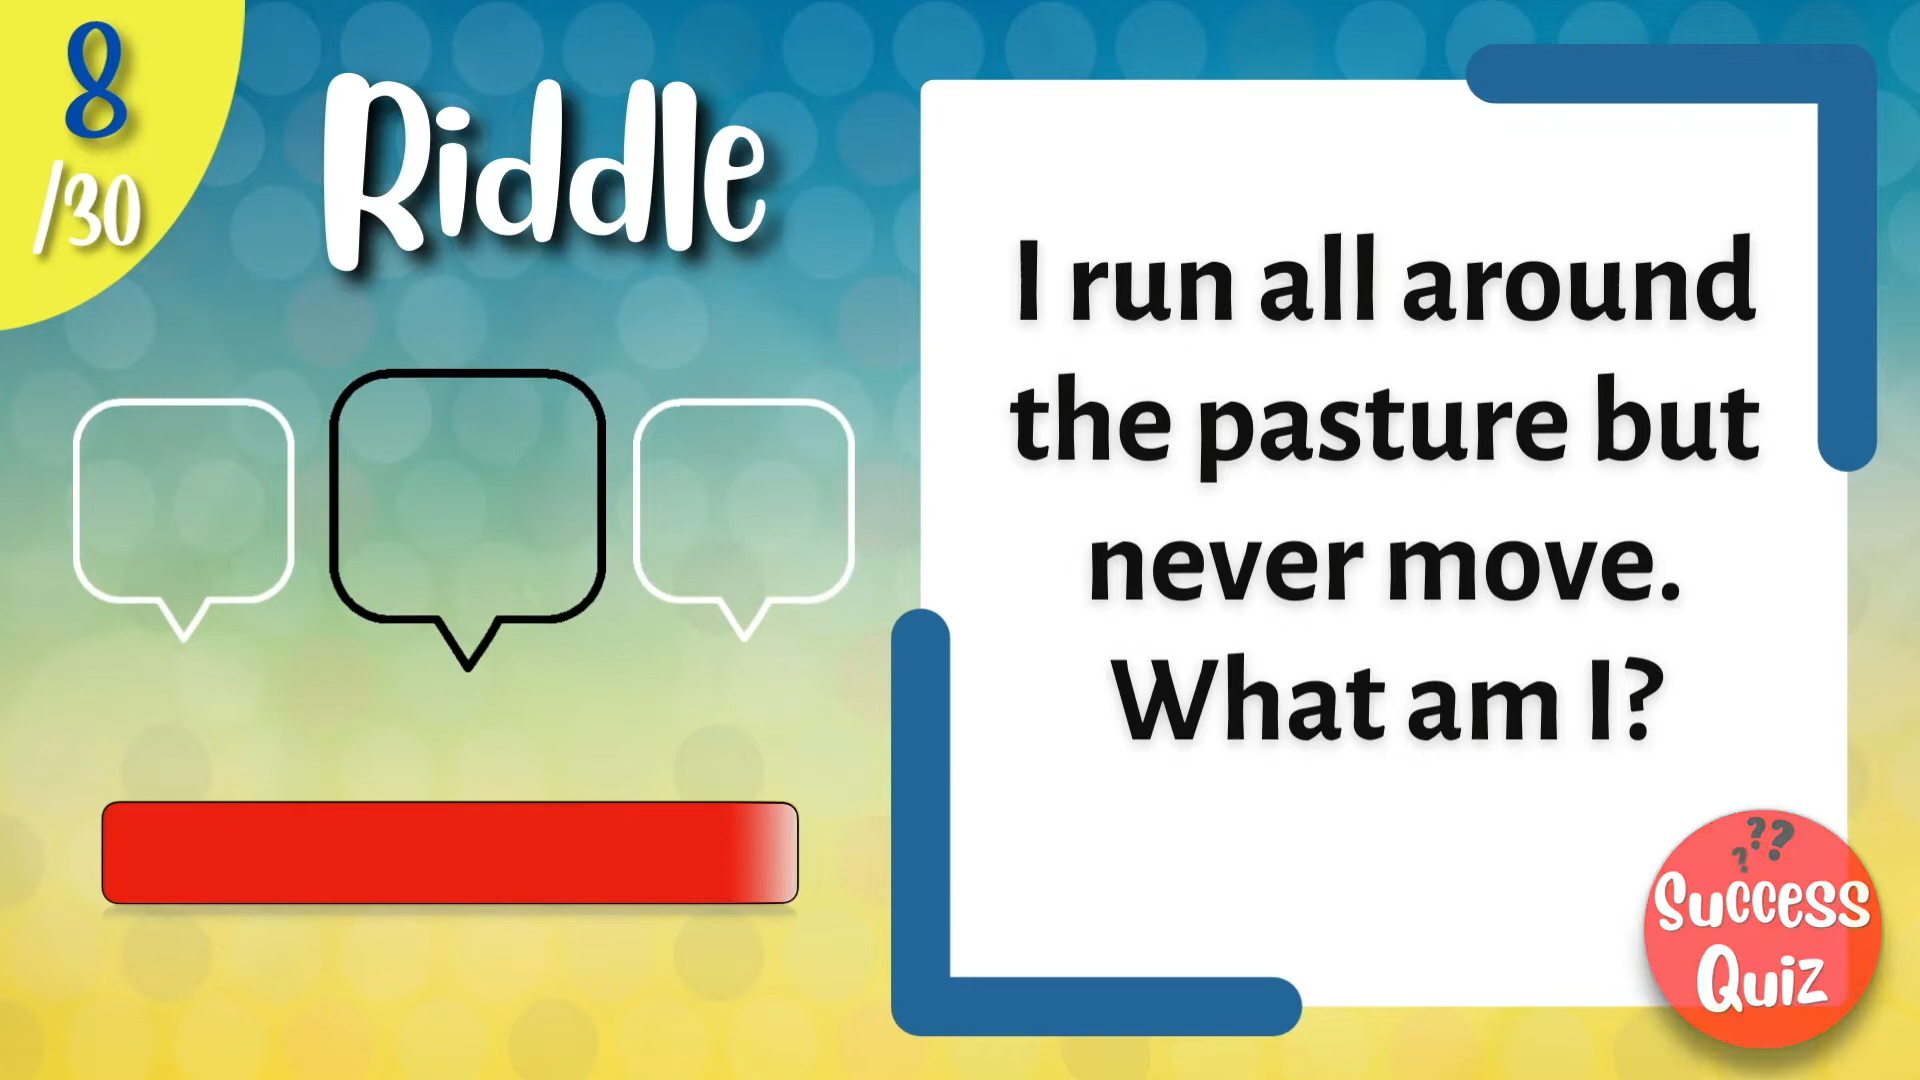 8
/30
Riddle
I run all around
the pasture but
never move.
What am I?
???
Success
Quiz